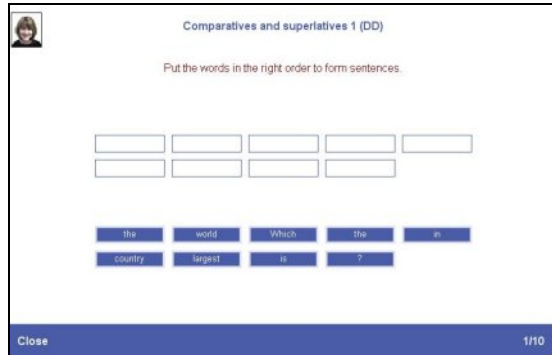 Comparatives and superlatives 1 (DD)
Put the words in the right order to form sentences.
the world Which the in
country largest is ?
Close 1/10